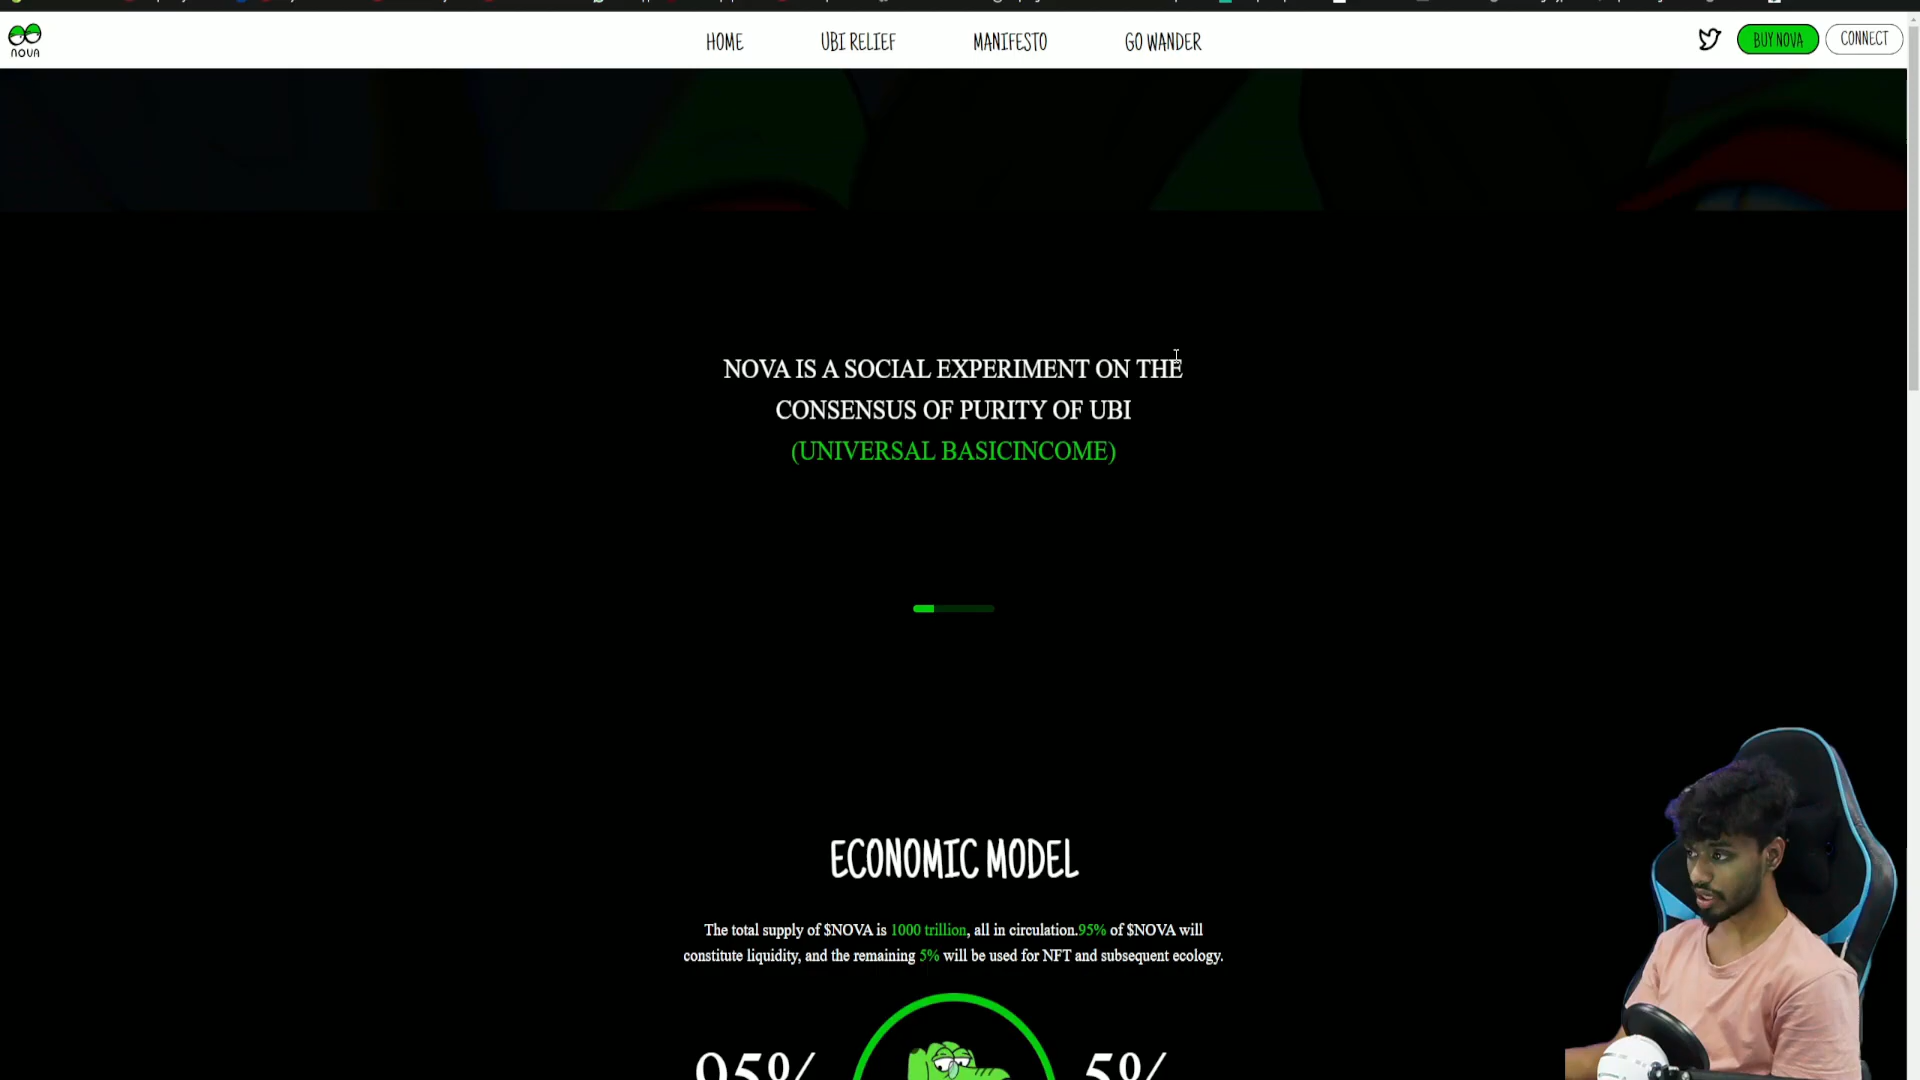 NOVA
HOME
UBI RELIEF
MANIFESTO
GO WANDER
BUY NOVA
CONNECT
NOVA IS A SOCIAL EXPERIMENT ON THE
CONSENSUS OF PURITY OF UBI
(UNIVERSAL BASICINCOME)
ECONOMIC MODEL
The total supply of $NOVA is 1000 trillion, all in circulation.95% of $NOVA will
constitute liquidity, and the remaining 5% will be used for NFT and subsequent ecology.
95%
5%